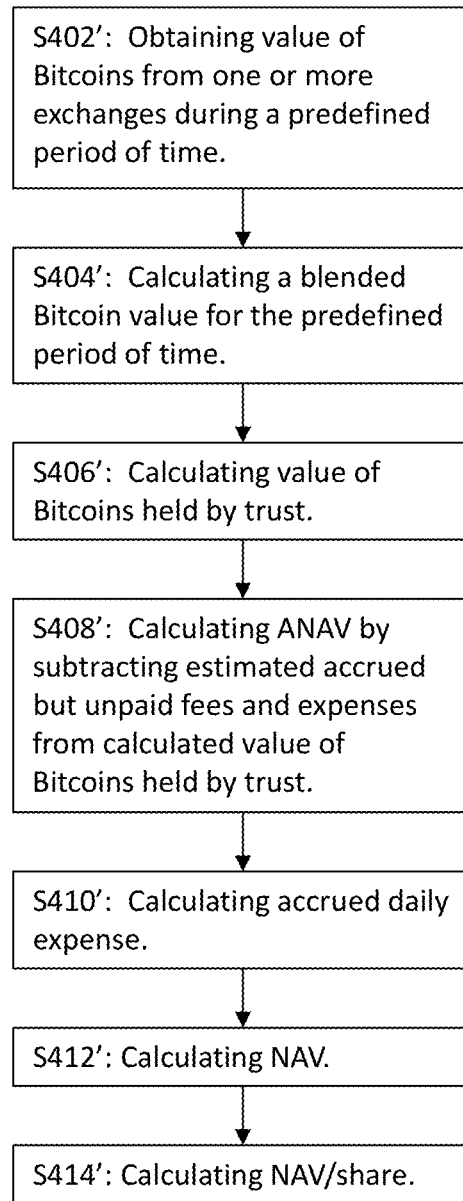 S402’:  Obtaining value of
Bitcoins from one or more
exchanges during a predefined
period of time.
S404’:  Calculating a blended
Bitcoin value for the predefined
period of time.
S406’:  Calculating value of
Bitcoins held by trust.
S408’:  Calculating ANAV by
subtracting estimated accrued
but unpaid fees and expenses
from calculated value of
Bitcoins held by trust.
S410’:  Calculating accrued daily
expense.
S412’: Calculating NAV.
S414’: Calculating NAV/share.